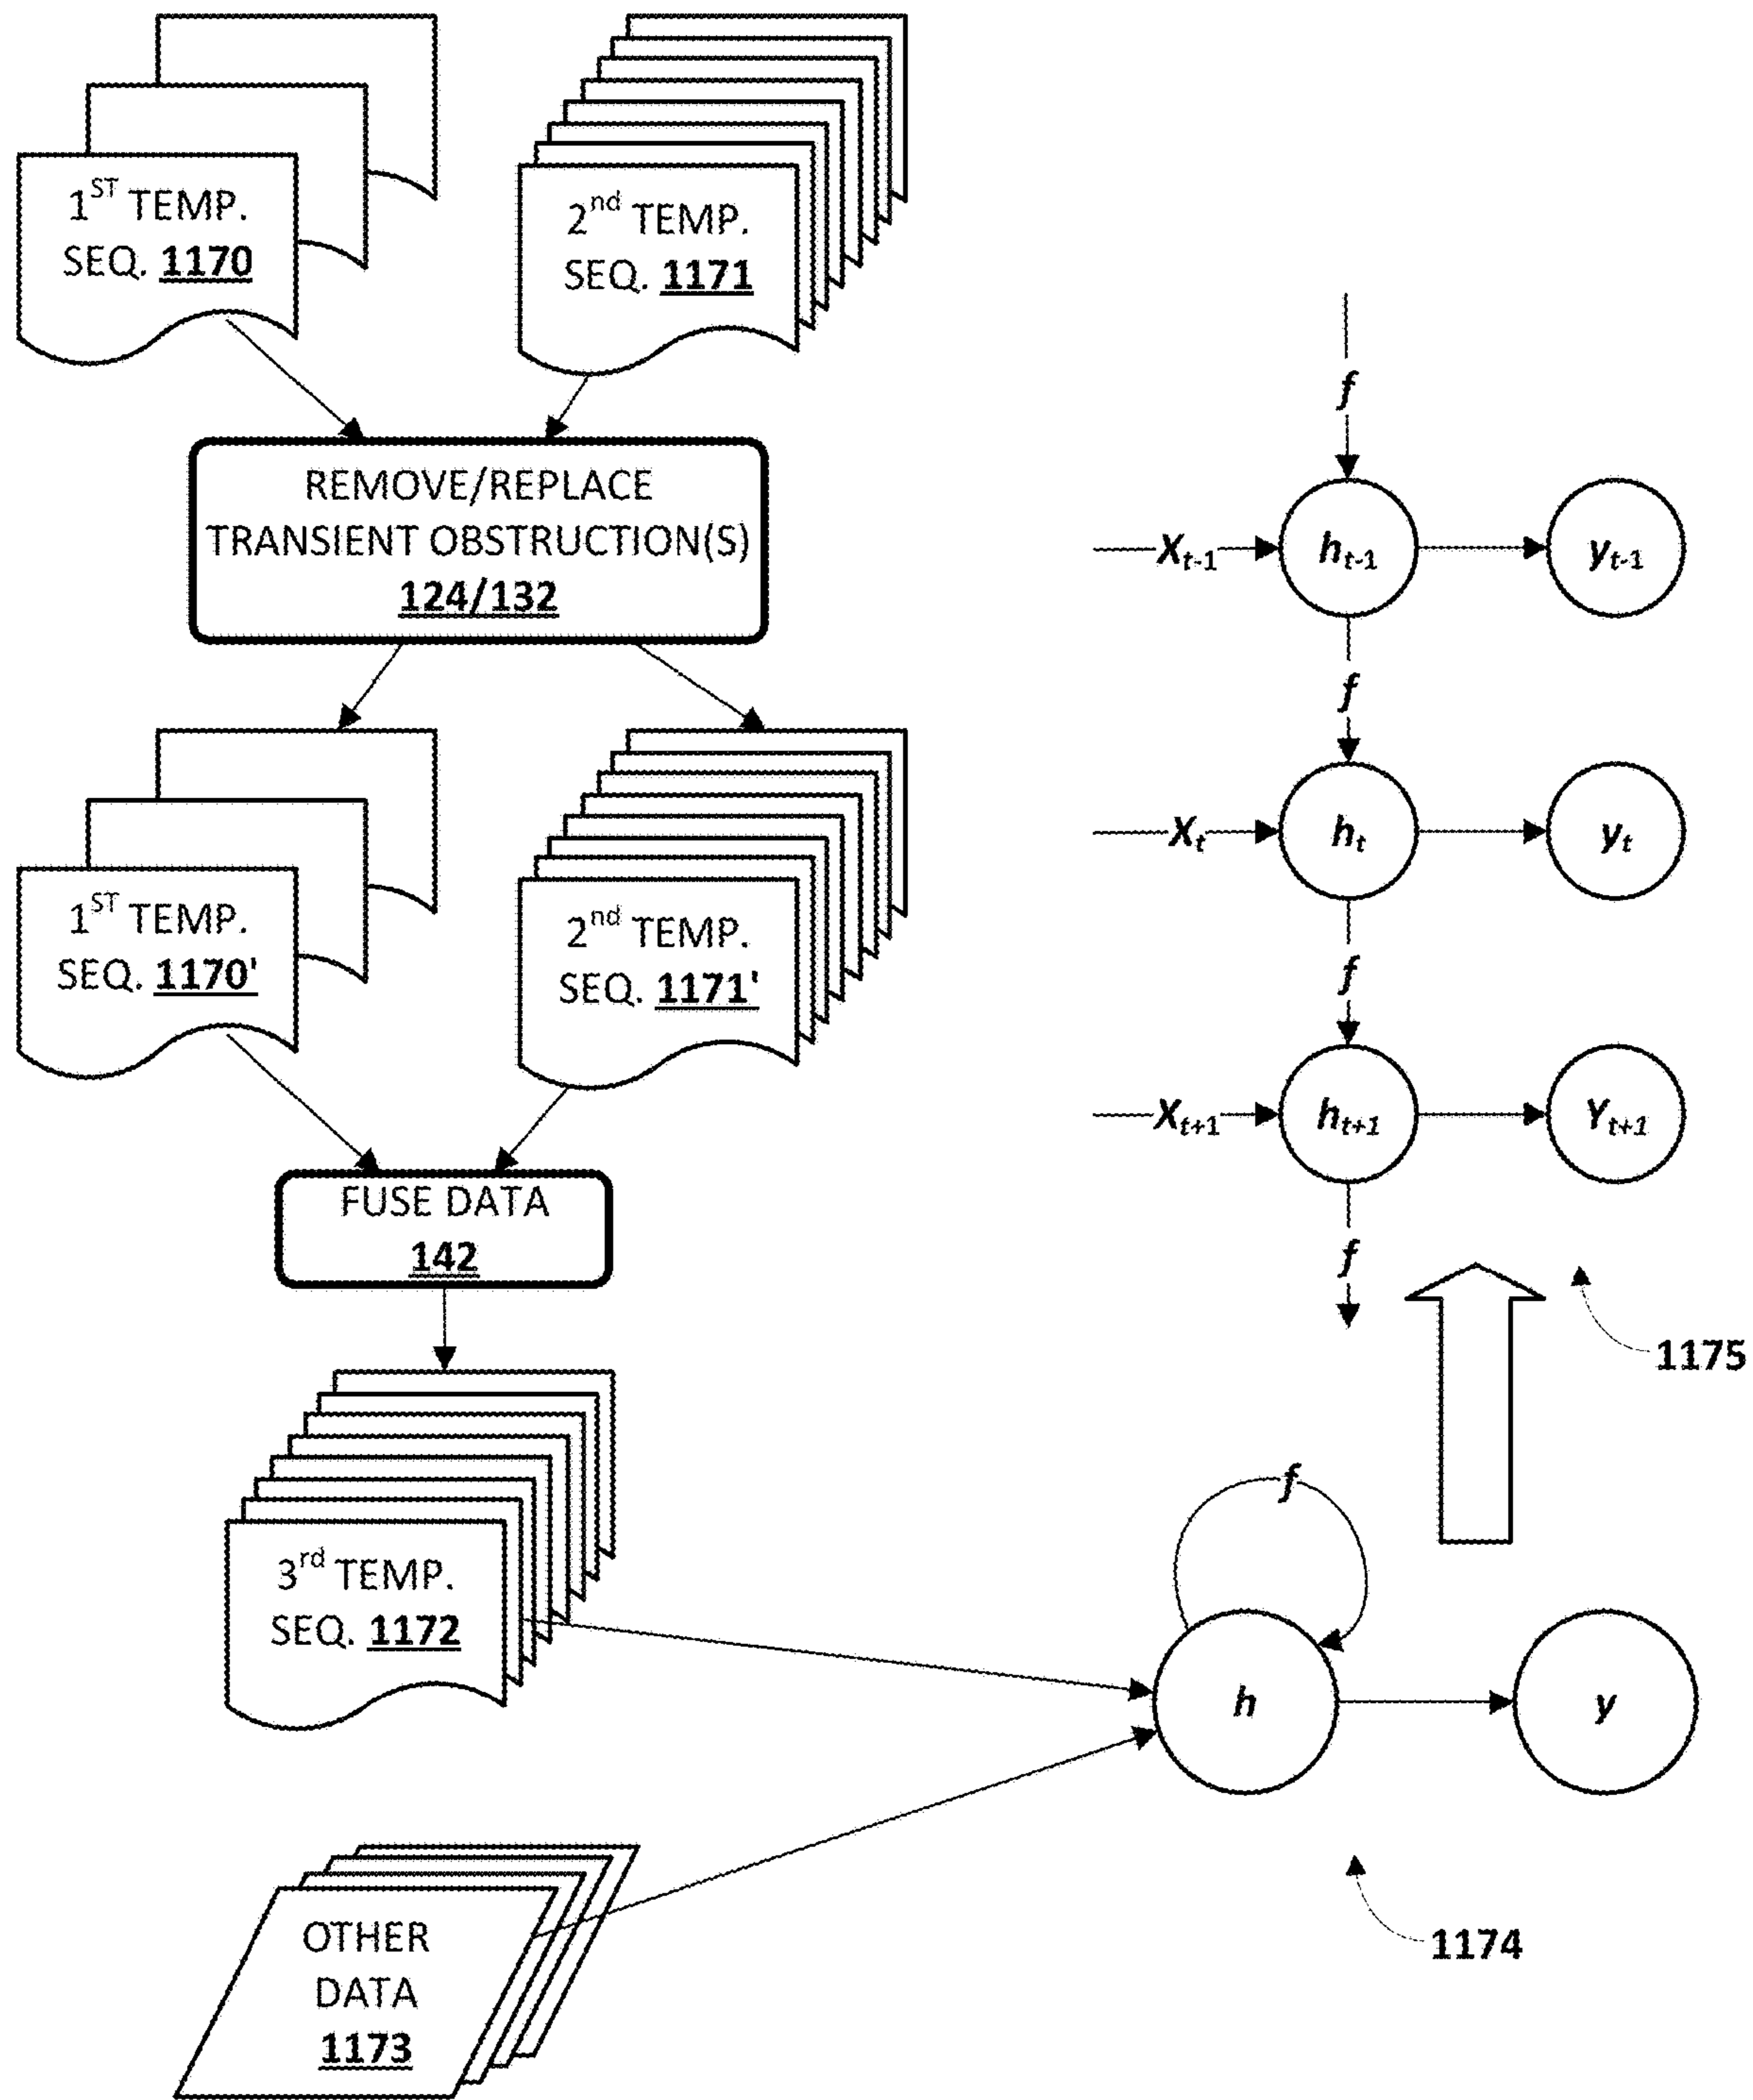 1ST TEMP.
SEQ. 1170
2nd TEMP.
SEQ. 1171
REMOVE/REPLACE
TRANSIENT OBSTRUCTION(S)
124/132
1ST TEMP.
SEQ. 1170'
2nd TEMP.
SEQ. 1171'
FUSE DATA
142
3rd TEMP.
SEQ. 1172
OTHER
DATA
1173
f
Xt-1
ht-1
yt-1
f
Xt
ht
yt
f
Xt+1
ht+1
Yt+1
f
1175
f
h
y
1174